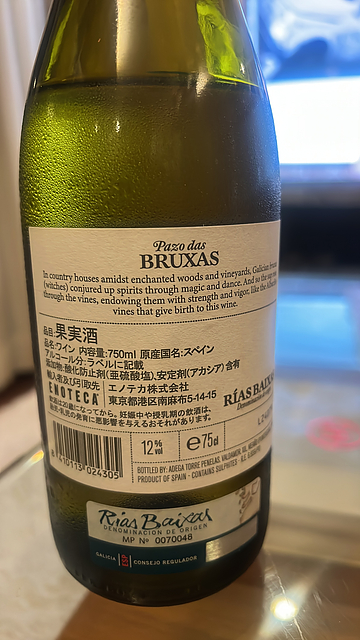 Pazo das
BRUXAS
In country houses amidst enchanted woods and vineyards, Galician
(witches) conjured up spirits through magic and dance. And so the
through the vines, endowing them with strength and vigor, like the
vines that give birth to this wine.
品目:果実酒
品名:ワイン 内容量:750ml 原産国名:スペイン
アルコール分:ラベルに記載
添加物:酸化防止剤(亜硫酸塩)、安定剤(アカシア)含有
輸入者及び引取先 エノテカ株式会社
ENOTECA 東京都港区南麻布5-14-15
飲酒は20歳になってから。妊娠中や授乳期の飲酒は、
胎児・乳児の発育に悪影響を与えるおそれがあります。
RÍAS BAIXAS
8 410113 024305
12% vol
e 75cl
BOTTLED BY: ADEGA TORRE PENELAS,
PRODUCT OF SPAIN - CONTAINS SULPHITES -
Rías Baixas
DENOMINACIÓN DE ORIGEN
MP Nº 0070048
GALICIA ESP CONSEJO REGULADOR